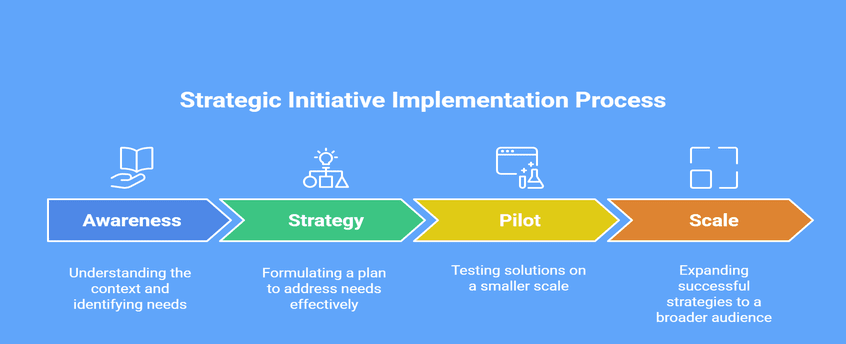 Strategic Initiative Implementation Process
Awareness
Strategy
Pilot
Scale
Understanding the
context and
identifying needs
Formulating a plan
to address needs
effectively
Testing solutions on
a smaller scale
Expanding
successful
strategies to a
broader audience